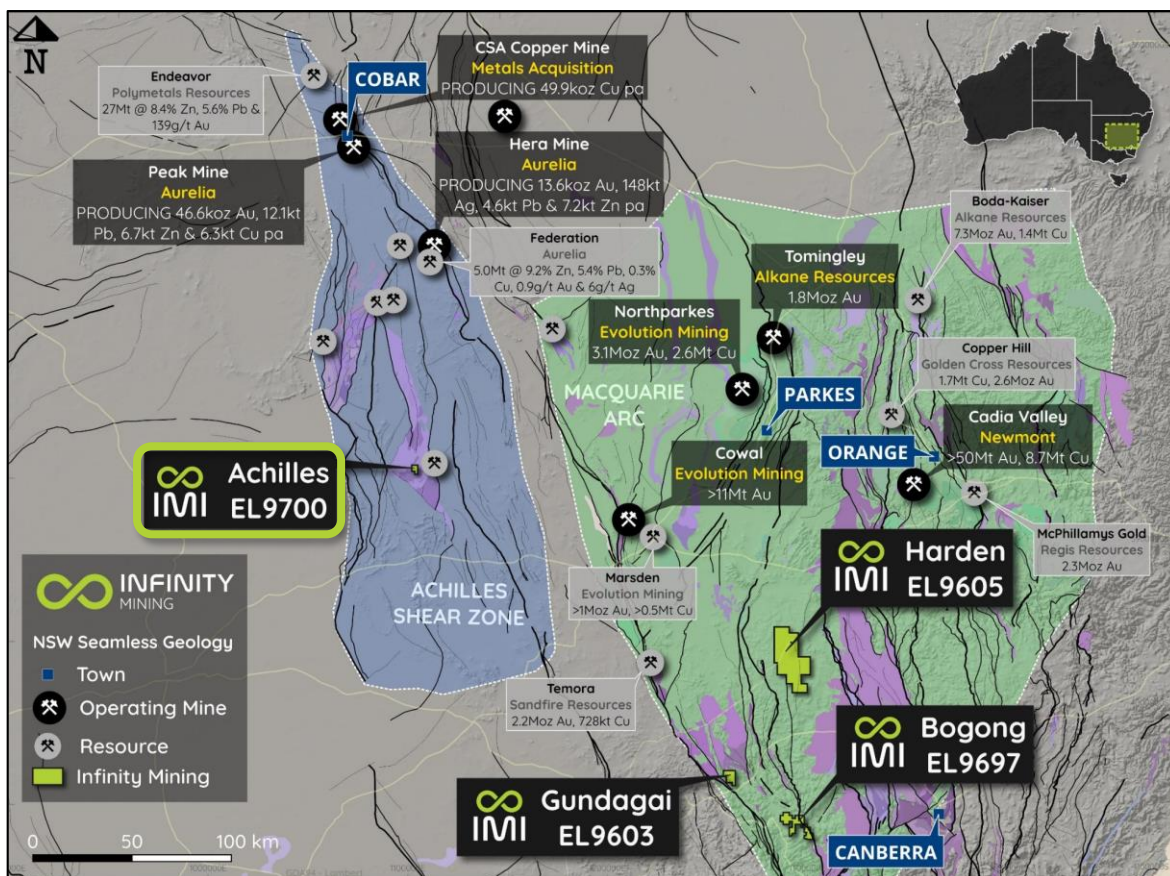 N
Endeavor
Polymetals Resources
27Mt @ 8.4% Zn, 5.6% Pb &
139g/t Au
COBAR
CSA Copper Mine
Metals Acquisition
PRODUCING 49.9koz Cu pa
Hera Mine
Aurelia
PRODUCING 13.6koz Au, 148kt
Ag, 4.6kt Pb & 7.2kt Zn pa
Peak Mine
Aurelia
PRODUCING 46.6koz Au, 12.1kt
Pb, 6.7kt Zn & 6.3kt Cu pa
Federation
Aurelia
5.0Mt @ 9.2% Zn, 5.4% Pb, 0.3%
Cu, 0.9g/t Au & 6g/t Ag
Boda-Kaiser
Alkane Resources
7.3Moz Au, 1.4Mt Cu
Tomingley
Alkane Resources
1.8Moz Au
Northparkes
Evolution Mining
3.1Moz Au, 2.6Mt Cu
Copper Hill
Golden Cross Resources
1.7Mt Cu, 2.6Moz Au
MACQUARIE
ARC
PARKES
Cadia Valley
Newmont
>50Mt Au, 8.7Mt Cu
ORANGE
Cowal
Evolution Mining
>11Mt Au
IMI
Achilles
EL9700
McPhillamys Gold
Regis Resources
2.3Moz Au
IMI
Harden
EL9605
Marsden
Evolution Mining
>1Moz Au, >0.5Mt Cu
ACHILLES
SHEAR ZONE
INFINITY
MINING
NSW Seamless Geology
Town
Operating Mine
Resource
Infinity Mining
Temora
Sandfire Resources
2.2Moz Au, 728kt Cu
IMI
Bogong
EL9697
IMI
Gundagai
EL9603
CANBERRA
0 50 100 km